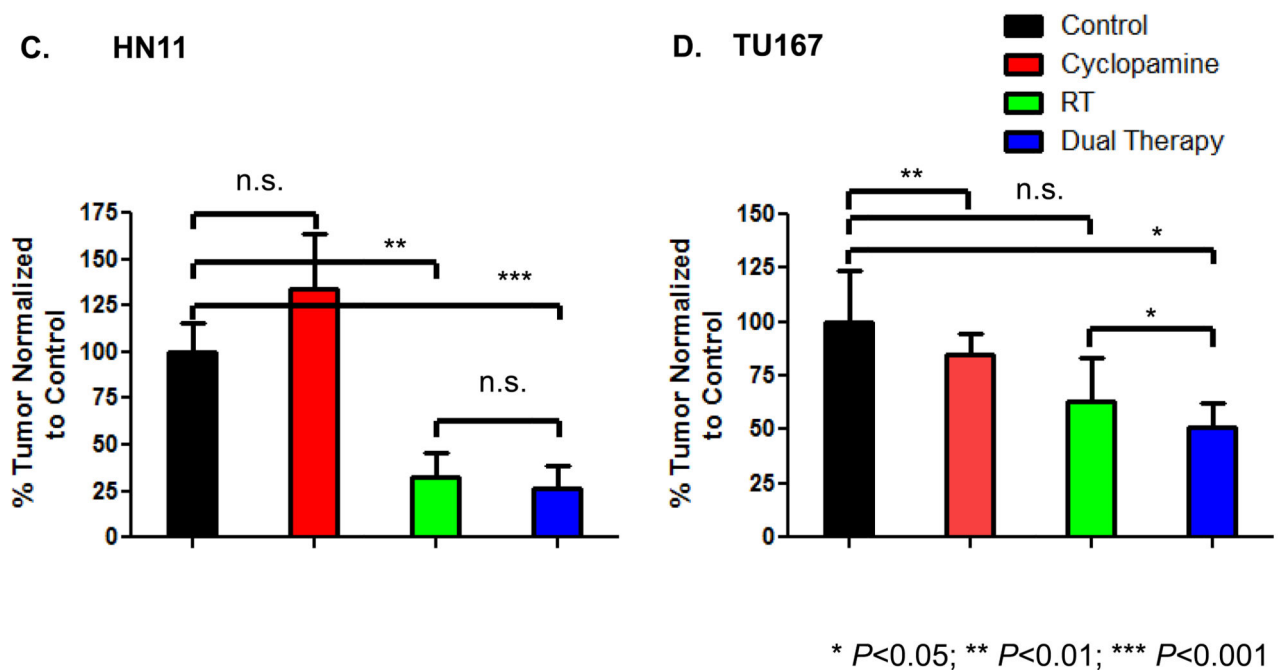 C. HN11
D. TU167
Control
Cyclopamine
RT
Dual Therapy
n.s.
**
***
n.s.
% Tumor Normalized
to Control
175
150
125
100
75
50
25
0
**
n.s.
*
*
% Tumor Normalized
to Control
150
125
100
75
50
25
0
* P<0.05; ** P<0.01; *** P<0.001